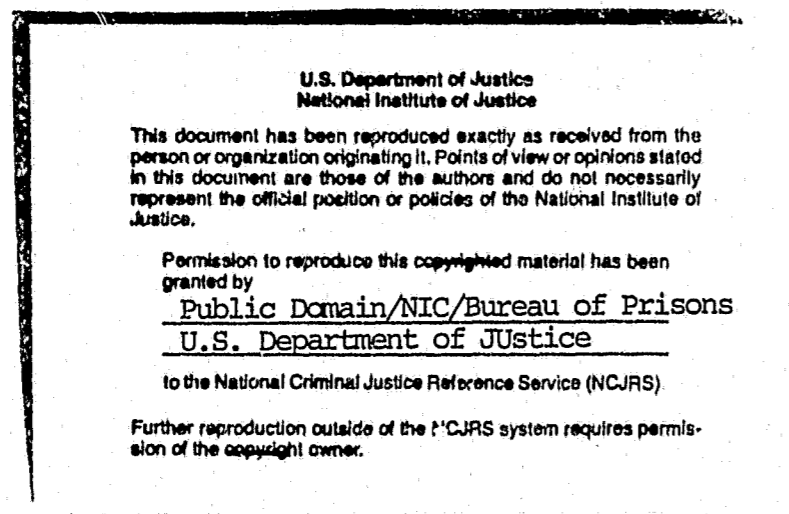 U.S. Department of Justice
National Institute of Justice
This document has been reproduced exactly as received from the
person or organization originating it. Points of view or opinions stated
in this document are those of the authors and do not necessarily
represent the official position or policies of the National Institute of
Justice.
Permission to reproduce this copyrighted material has been
granted by
Public Domain/NIC/Bureau of Prisons
U.S. Department of JUstice
to the National Criminal Justice Reference Service (NCJRS)
Further reproduction outside of the NCJRS system requires permis-
sion of the copyright owner.